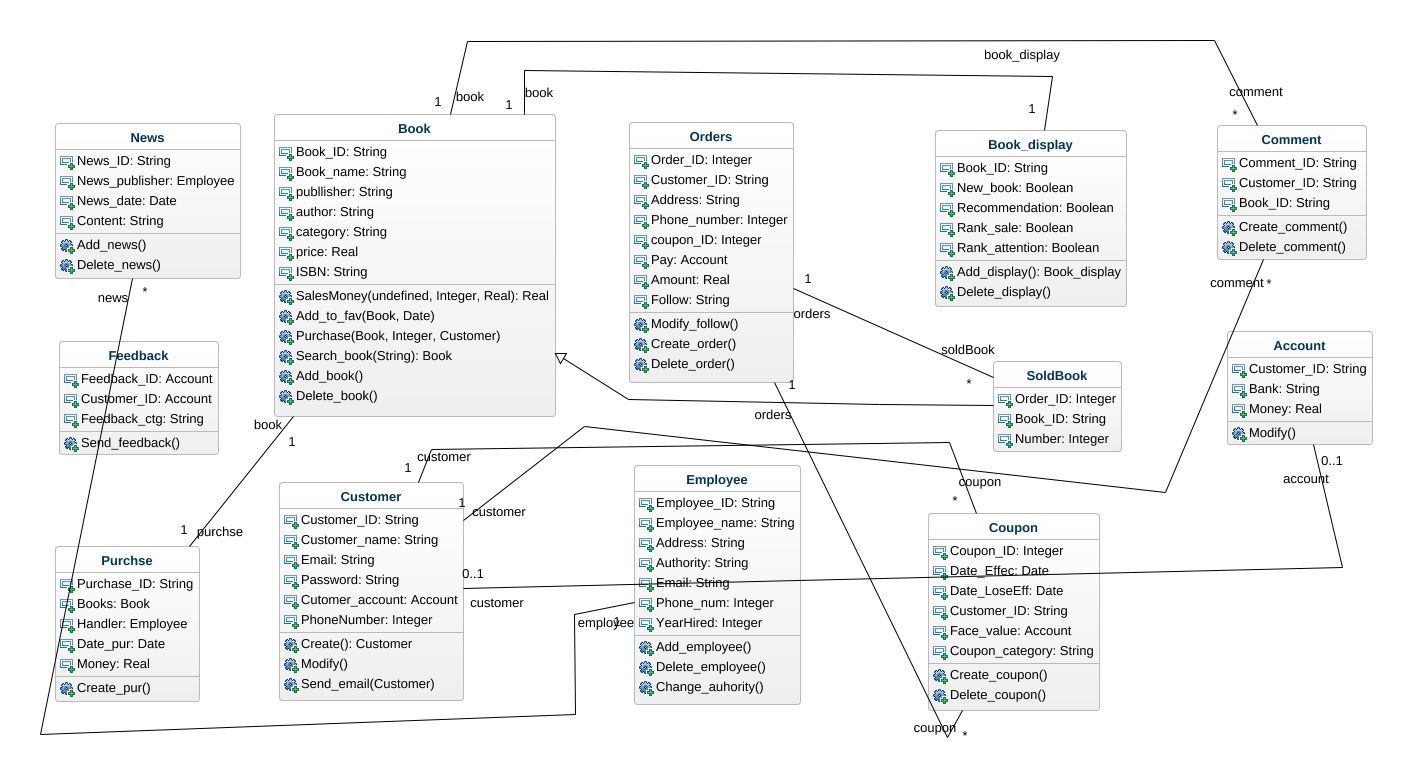 book_display
book
book
1
1
1
comment
*
News
News_ID: String
News_publisher: Employee
News_date: Date
Content: String
Add_news()
Delete_news()
news
*
Book
Book_ID: String
Book_name: String
publlisher: String
author: String
category: String
price: Real
ISBN: String
SalesMoney(undefined, Integer, Real): Real
Add_to_fav(Book, Date)
Purchase(Book, Integer, Customer)
Search_book(String): Book
Add_book()
Delete_book()
book
1
Orders
Order_ID: Integer
Customer_ID: String
Address: String
Phone_number: Integer
coupon_ID: Integer
Pay: Account
Amount: Real
Follow: String
Modify_follow()
Create_order()
Delete_order()
1
orders
1
orders
Book_display
Book_ID: String
New_book: Boolean
Recommendation: Boolean
Rank_sale: Boolean
Rank_attention: Boolean
Add_display(): Book_display
Delete_display()
Comment
Comment_ID: String
Customer_ID: String
Book_ID: String
Create_comment()
Delete_comment()
comment
*
Feedback
Feedback_ID: Account
Customer_ID: Account
Feedback_ctg: String
Send_feedback()
soldBook
*
SoldBook
Order_ID: Integer
Book_ID: String
Number: Integer
Account
Customer_ID: String
Bank: String
Money: Real
Modify()
0..1
account
1
purchse
Purchse
Purchase_ID: String
Books: Book
Handler: Employee
Date_pur: Date
Money: Real
Create_pur()
customer
1
Customer
Customer_ID: String
Customer_name: String
Email: String
Password: String
Cutomer_account: Account
PhoneNumber: Integer
Create(): Customer
Modify()
Send_email(Customer)
1
customer
0..1
customer
employee
1
Employee
Employee_ID: String
Employee_name: String
Address: String
Authority: String
Email: String
Phone_num: Integer
YearHired: Integer
Add_employee()
Delete_employee()
Change_auhority()
coupon
*
Coupon
Coupon_ID: Integer
Date_Effec: Date
Date_LoseEff: Date
Customer_ID: String
Face_value: Account
Coupon_category: String
Create_coupon()
Delete_coupon()
coupon
*